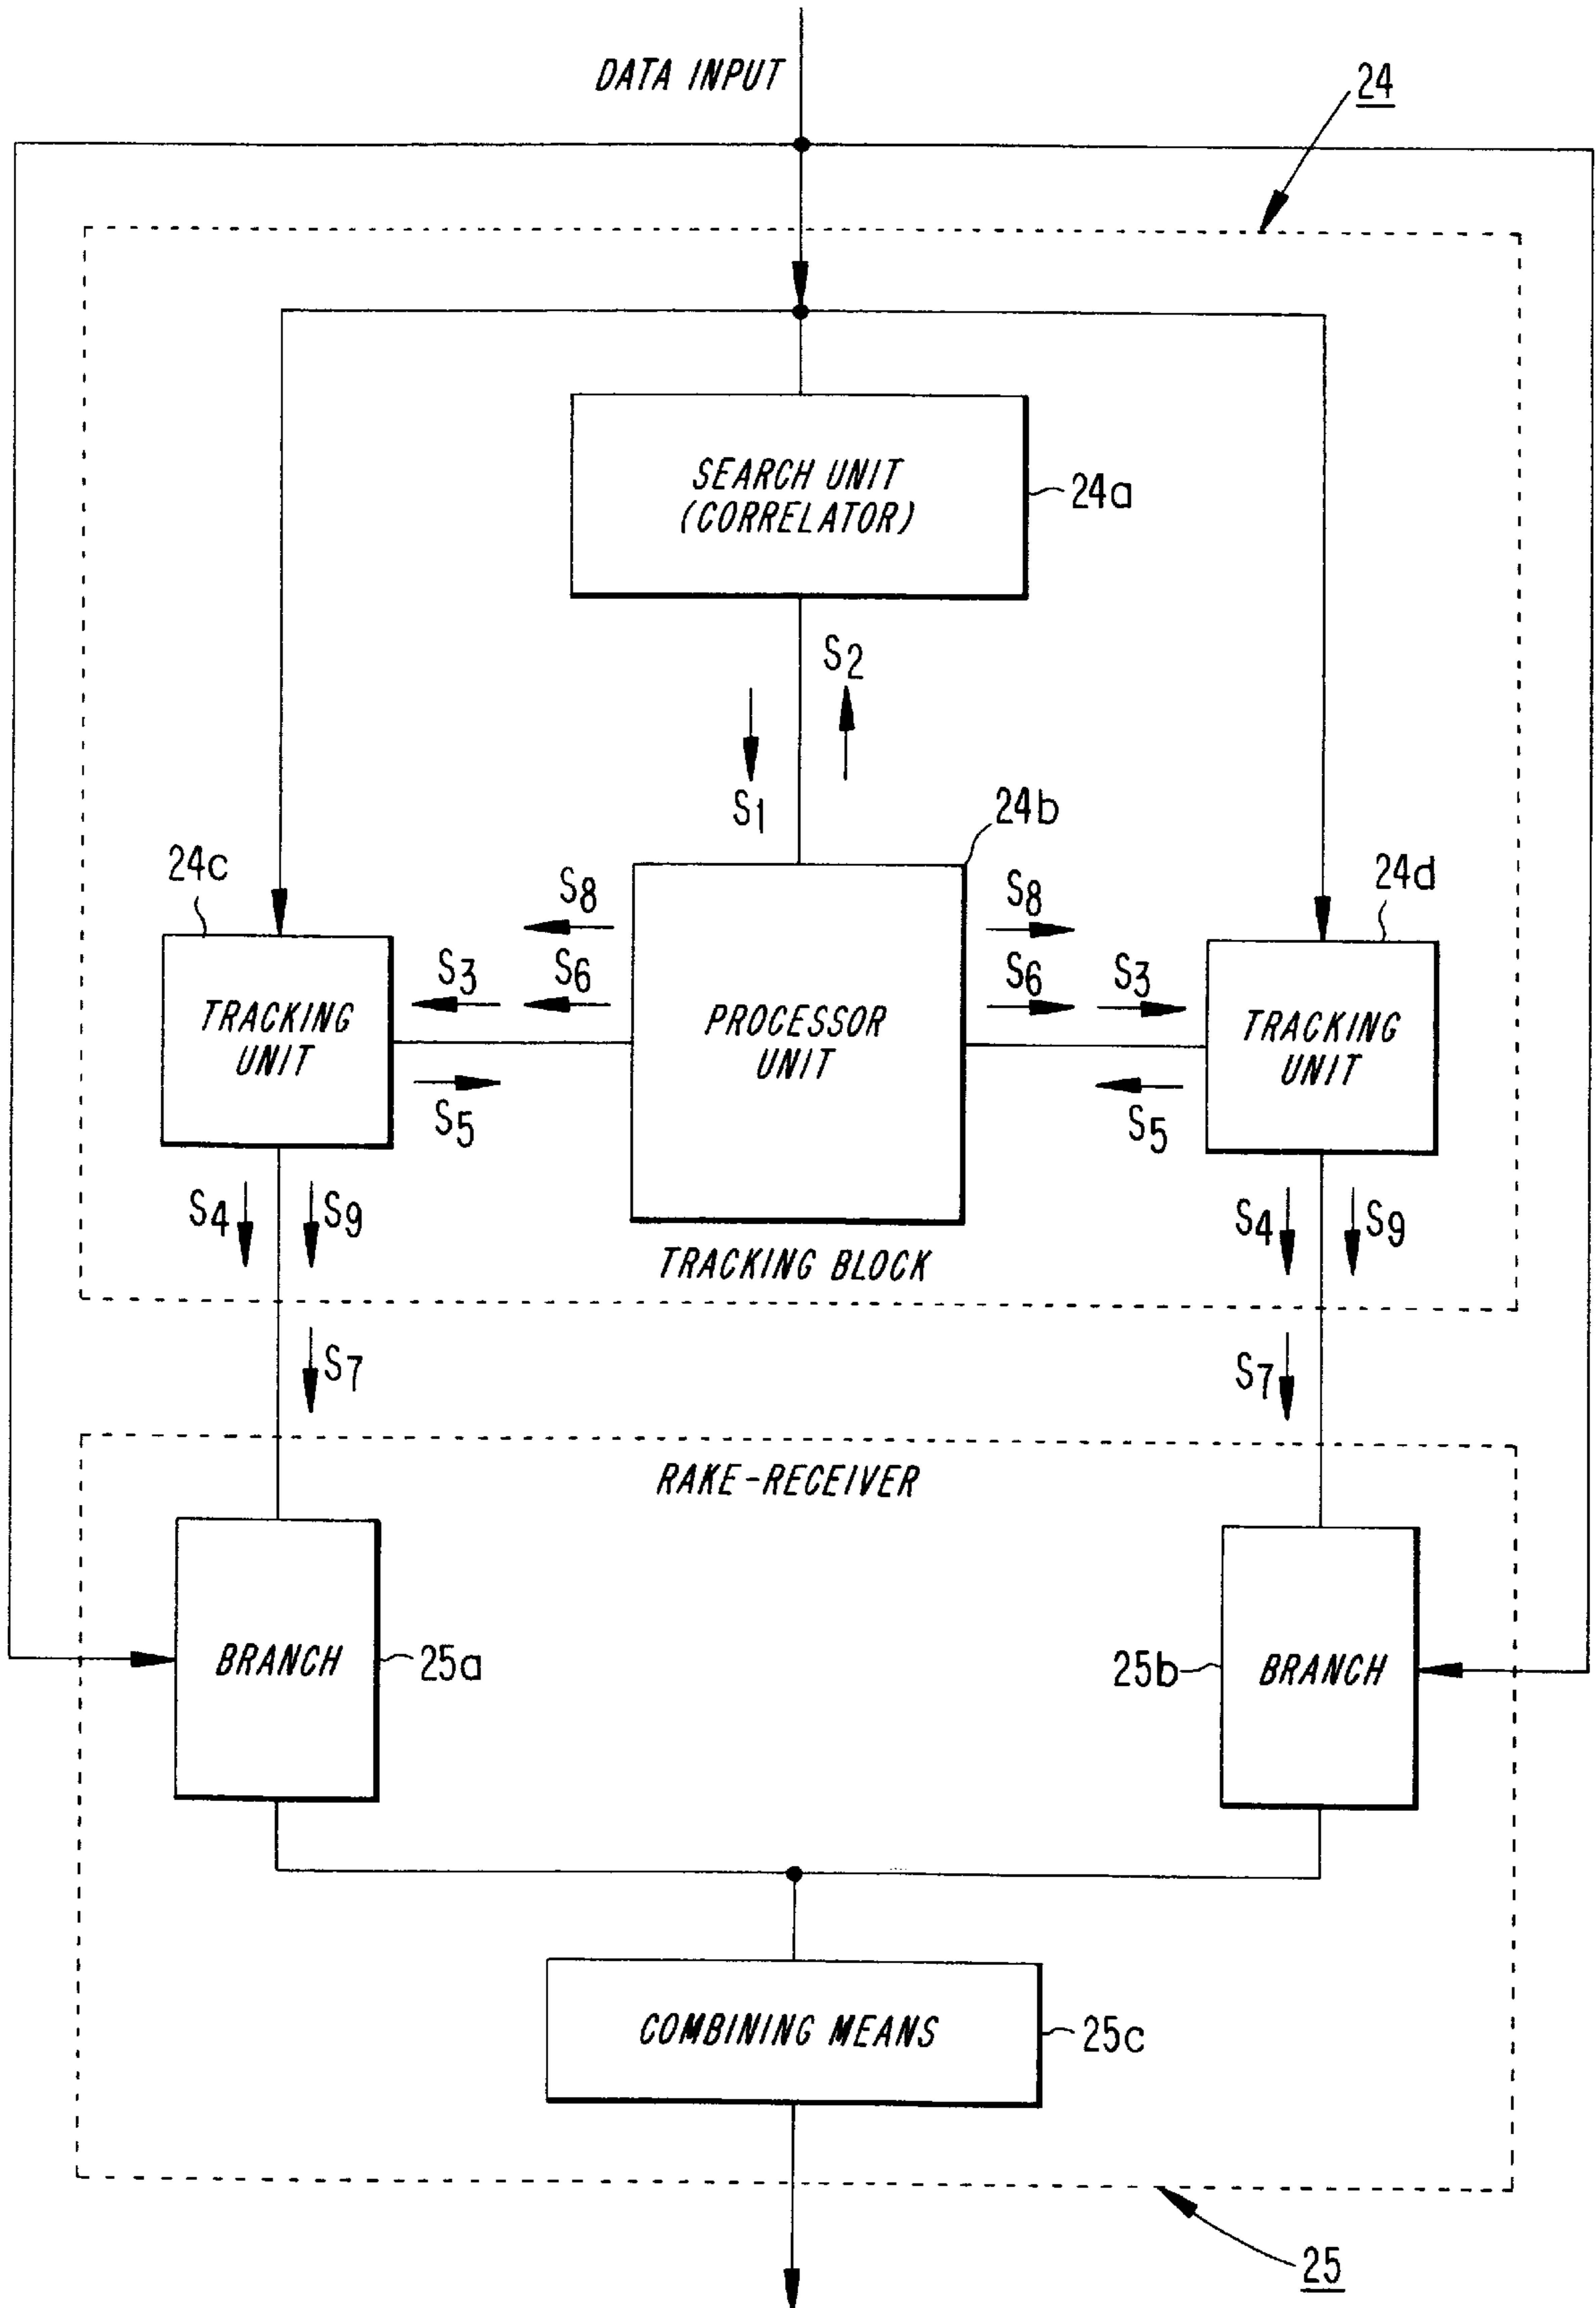 DATA INPUT
24
SEARCH UNIT
(CORRELATOR)
24a
S2
S1
24b
24c
24d
S8
S8
S3
S6
S6
S3
TRACKING
UNIT
PROCESSOR
UNIT
TRACKING
UNIT
S5
S5
S4
S9
S4
S9
TRACKING BLOCK
S7
S7
RAKE-RECEIVER
BRANCH
25a
25b
BRANCH
COMBINING MEANS
25c
25